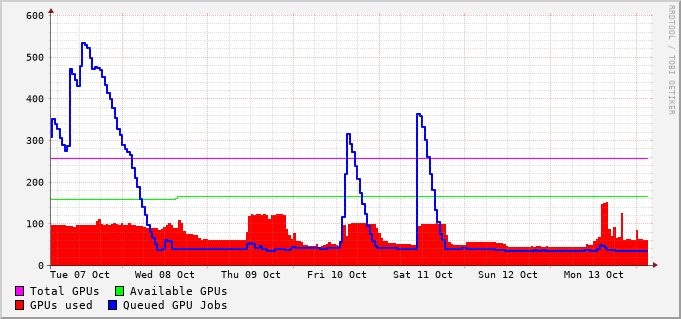 600
500
400
300
200
100
0
Tue 07 Oct Wed 08 Oct Thu 09 Oct Fri 10 Oct Sat 11 Oct Sun 12 Oct Mon 13 Oct
Total GPUs Available GPUs
GPUs used Queued GPU Jobs
RRDTOOL / TOBI OETIKER